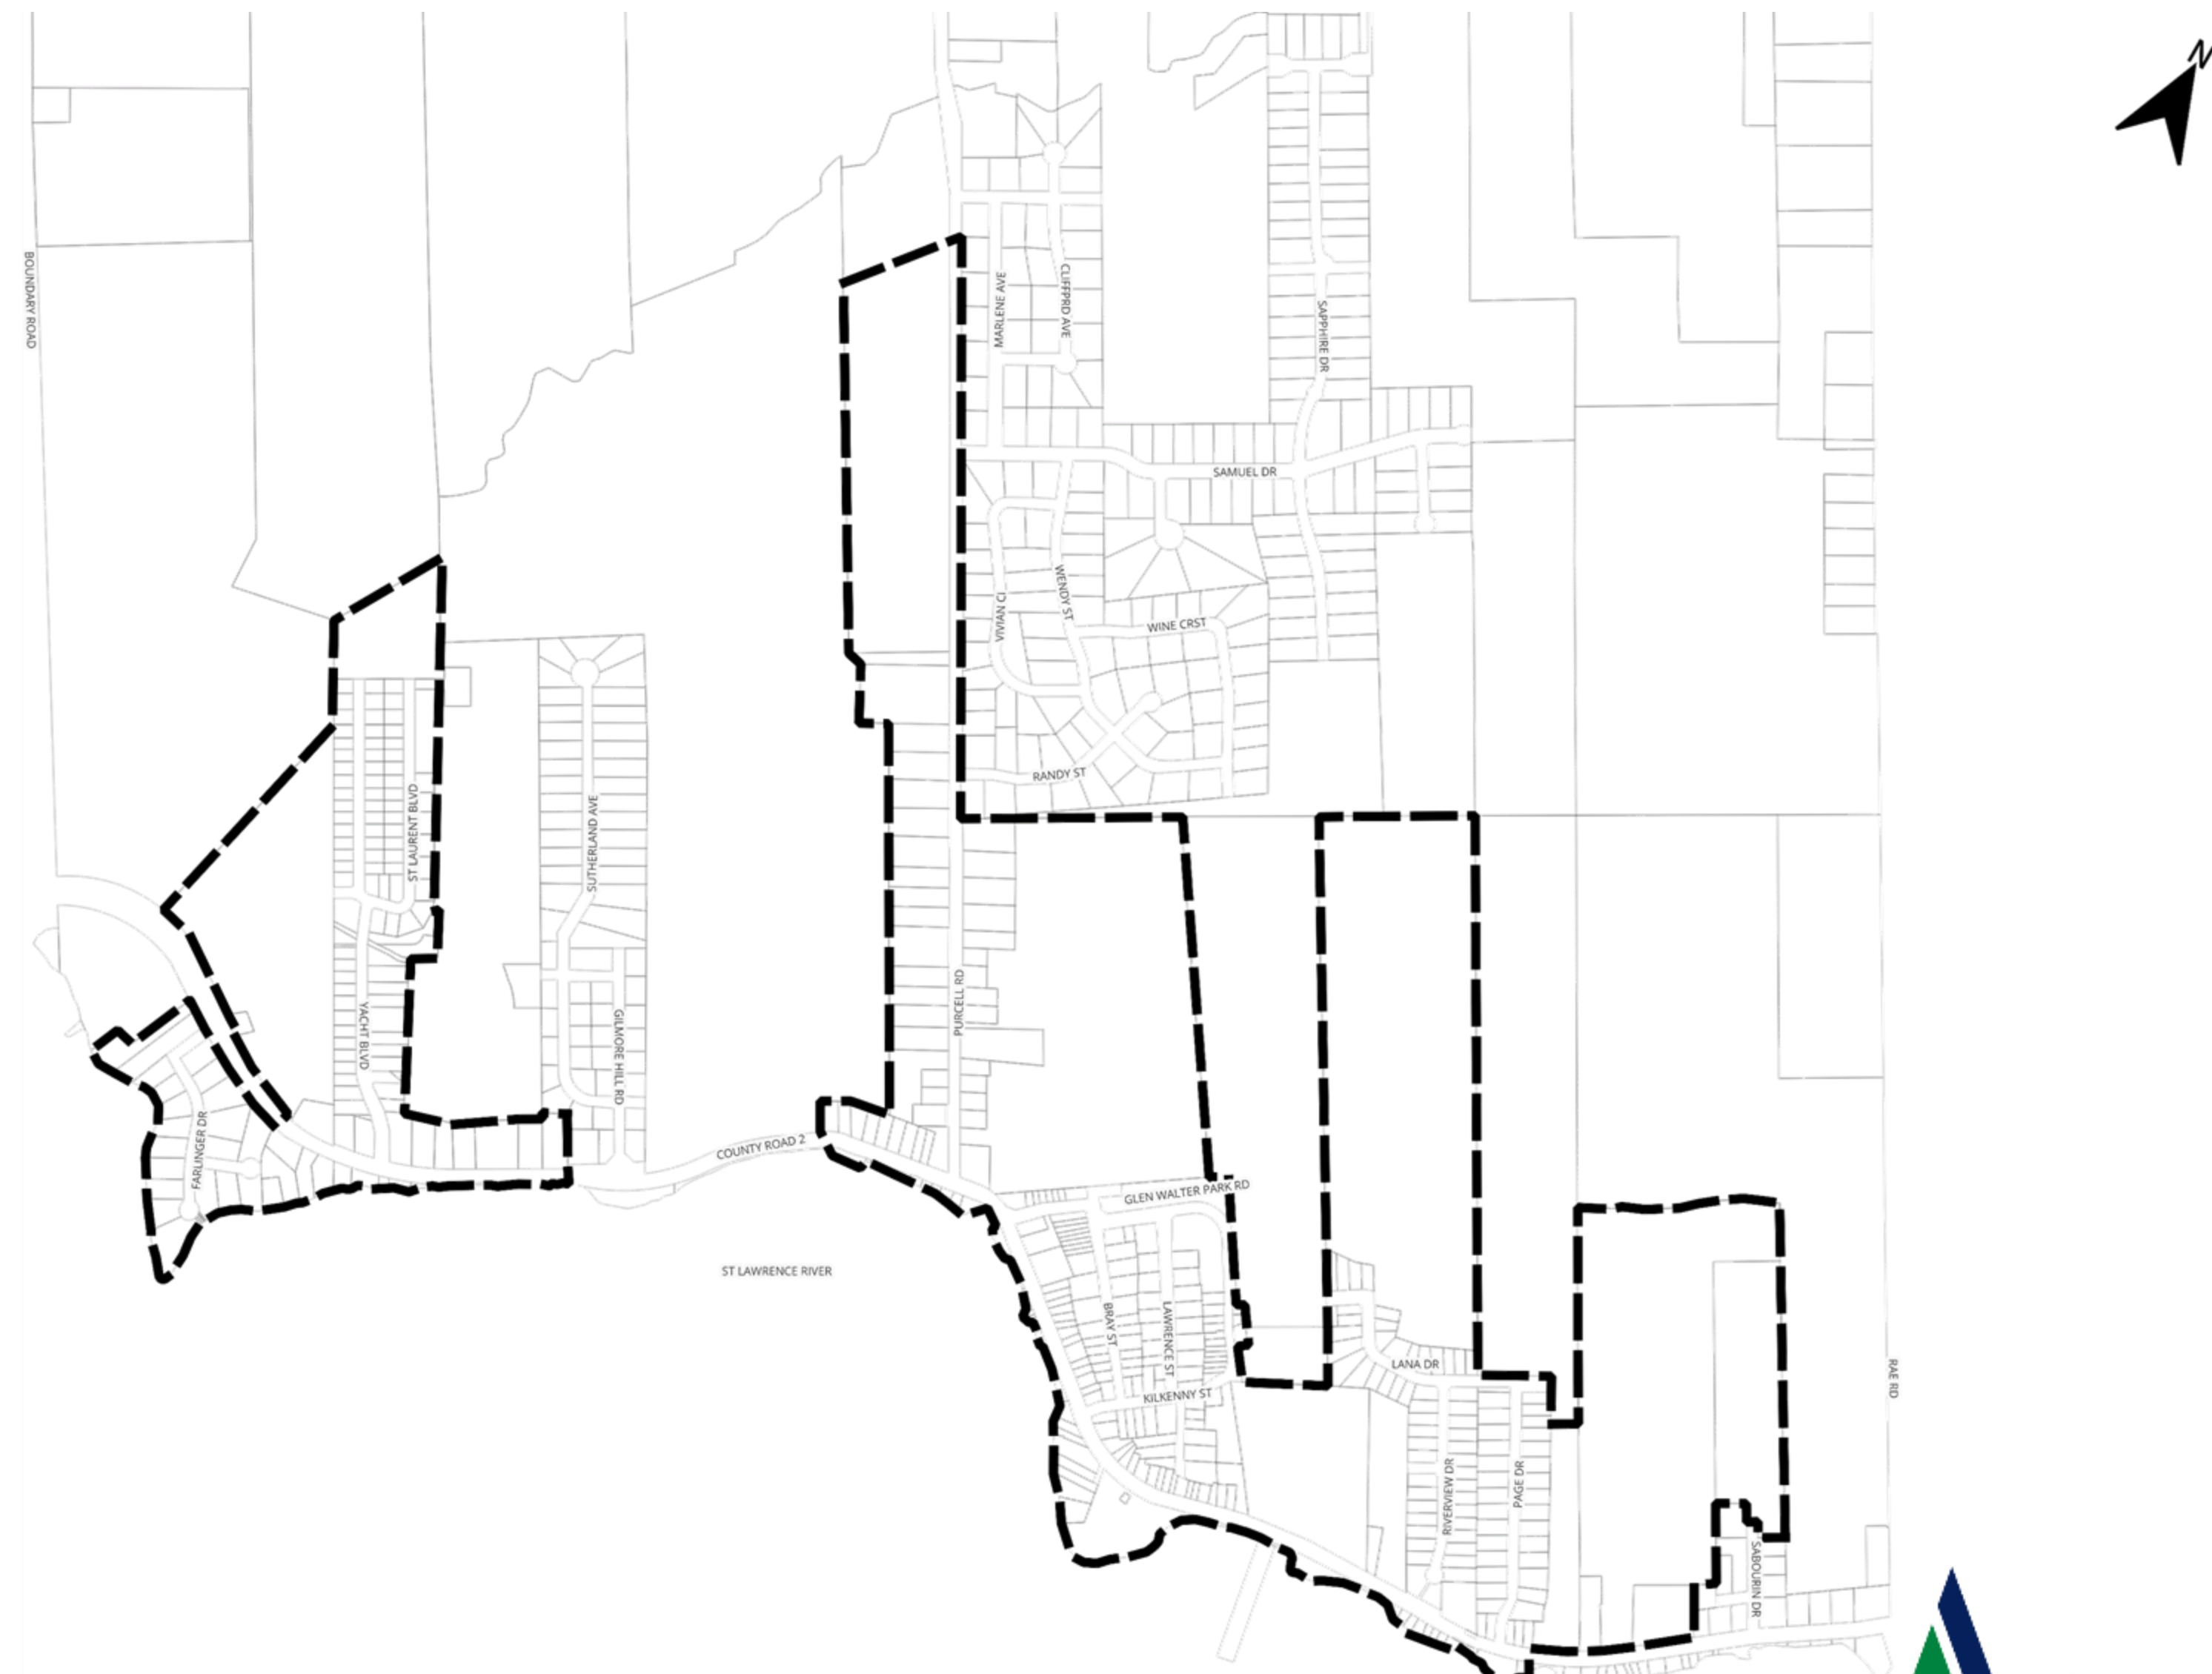 N
BOUNDARY ROAD
MARLENE AVE
CLIFFPRD AVE
SAPPHIRE DR
SAMUEL DR
WENDY ST
VIVIAN CI
WINE CRST
RANDY ST
ST LAURENT BLVD
SUTHERLAND AVE
YACHT BLVD
GILMORE HILL RD
PURCELL RD
FARLINGER DR
COUNTY ROAD 2
GLEN WALTER PARK RD
ST LAWRENCE RIVER
BRAY ST
LAWRENCE ST
KILKENNY ST
LANA DR
RAE RD
RIVERVIEW DR
PAGE DR
SABOURIN DR